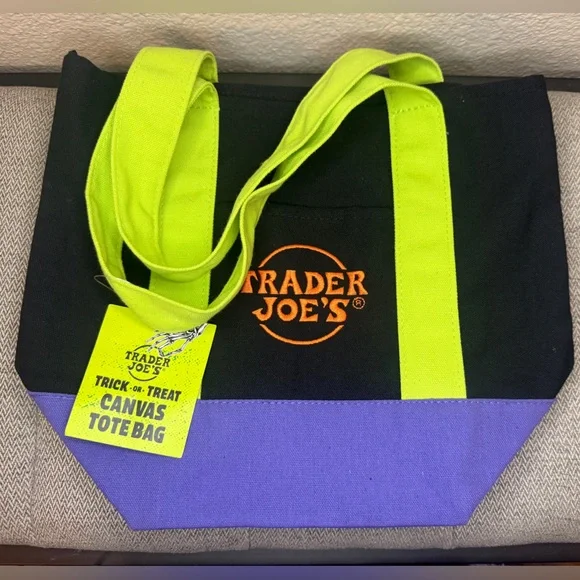 TRADER
JOE'S®
TRADER
JOE'S®
TRICK -OR- TREAT
CANVAS
TOTE BAG